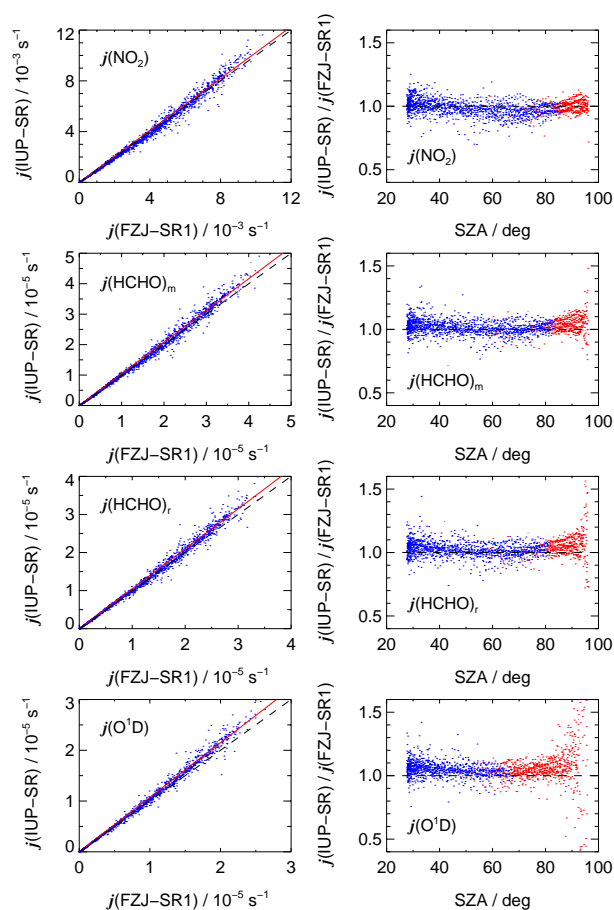 12
8
4
0
j(NO₂)
j(IUP−SR) / 10⁻³ s⁻¹
0 4 8 12
j(FZJ−SR1) / 10⁻³ s⁻¹
1.5
1.0
0.5
j(NO₂)
j(IUP−SR) / j(FZJ−SR1)
20 40 60 80 100
SZA / deg
5
4
3
2
1
0
j(HCHO)ₘ
j(IUP−SR) / 10⁻⁵ s⁻¹
0 1 2 3 4 5
j(FZJ−SR1) / 10⁻⁵ s⁻¹
1.5
1.0
0.5
j(HCHO)ₘ
j(IUP−SR) / j(FZJ−SR1)
20 40 60 80 100
SZA / deg
4
3
2
1
0
j(HCHO)ᵣ
j(IUP−SR) / 10⁻⁵ s⁻¹
0 1 2 3 4
j(FZJ−SR1) / 10⁻⁵ s⁻¹
1.5
1.0
0.5
j(HCHO)ᵣ
j(IUP−SR) / j(FZJ−SR1)
20 40 60 80 100
SZA / deg
3
2
1
0
j(O¹D)
j(IUP−SR) / 10⁻⁵ s⁻¹
0 1 2 3
j(FZJ−SR1) / 10⁻⁵ s⁻¹
1.5
1.0
0.5
j(O¹D)
j(IUP−SR) / j(FZJ−SR1)
20 40 60 80 100
SZA / deg